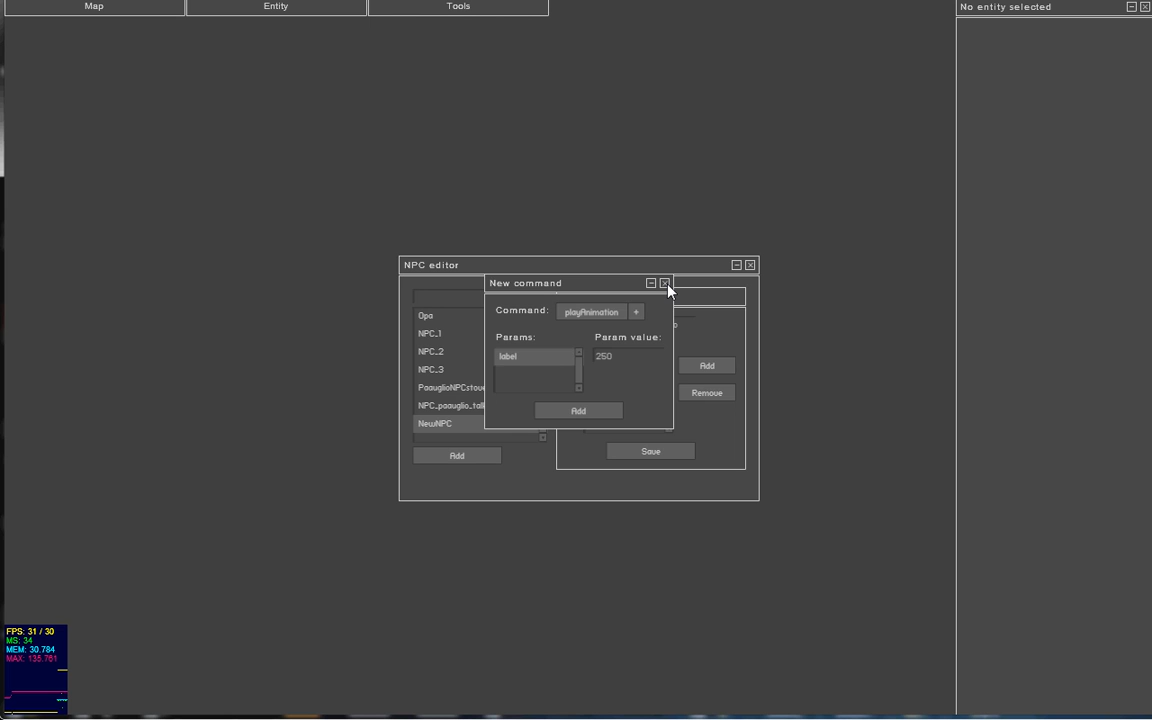 Map
Entity
Tools
No entity selected
NPC editor
New command
Command:
playAnimation
+
Params:
Param value:
label
250
Add
Opa
NPC_1
NPC_2
NPC_3
PaauglioNPCstov
NPC_paauglio_tal
NewNPC
Add
Add
Remove
Save
FPS: 31 / 30
MS: 34
MEM: 30.784
MAX: 135.761